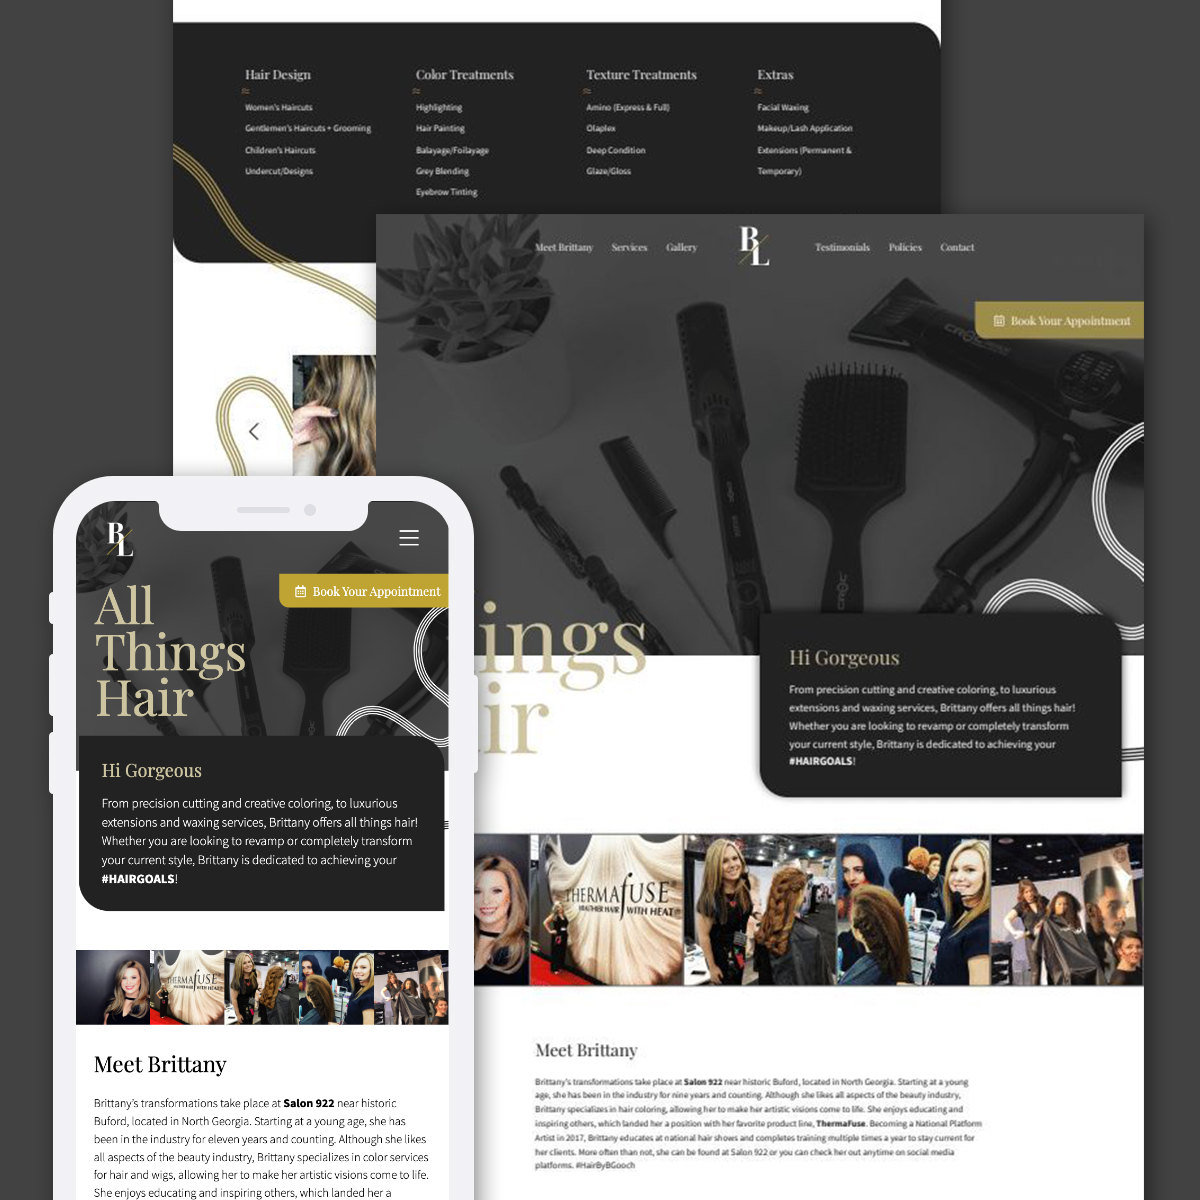 Hair Design
Women's Haircuts
Gentlemen's Haircuts + Grooming
Children's Haircuts
Undercut/Designs
Color Treatments
Highlighting
Hair Painting
Balayage/Foilayage
Grey Blending
Eyebrow Tinting
Texture Treatments
Amino (Express & Full)
Olaplex
Deep Condition
Glaze/Gloss
Extras
Facial Waxing
Makeup/Lash Application
Extensions (Permanent &
Temporary)
Meet Brittany Services Gallery
B
L
Testimonials Policies Contact
Book Your Appointment
ings
ir
Hi Gorgeous
From precision cutting and creative coloring, to luxurious
extensions and waxing services, Brittany offers all things hair!
Whether you are looking to revamp or completely transform
your current style, Brittany is dedicated to achieving your
#HAIRGOALS!
THERMAFUSE
HEALTHIER HAIR WITH HEAT
Meet Brittany
Brittany's transformations take place at Salon 922 near historic Buford, located in North Georgia. Starting at a young
age, she has been in the industry for nine years and counting. Although she likes all aspects of the beauty industry,
Brittany specializes in hair coloring, allowing her to make her artistic visions come to life. She enjoys educating and
inspiring others, which landed her a position with her favorite product line, ThermaFuse. Becoming a National Platform
Artist in 2017, Brittany educates at national hair shows and completes training multiple times a year to stay current for
her clients. More often than not, she can be found at Salon 922 or you can check her out anytime on social media
platforms. #HairByBGooch
B
L
Book Your Appointment
All
Things
Hair
Hi Gorgeous
From precision cutting and creative coloring, to luxurious
extensions and waxing services, Brittany offers all things hair!
Whether you are looking to revamp or completely transform
your current style, Brittany is dedicated to achieving your
#HAIRGOALS!
THERMAFUSE
HEALTHIER HAIR WITH HEAT
Meet Brittany
Brittany's transformations take place at Salon 922 near historic
Buford, located in North Georgia. Starting at a young age, she has
been in the industry for eleven years and counting. Although she likes
all aspects of the beauty industry, Brittany specializes in color services
for hair and wigs, allowing her to make her artistic visions come to life.
She enjoys educating and inspiring others, which landed her a